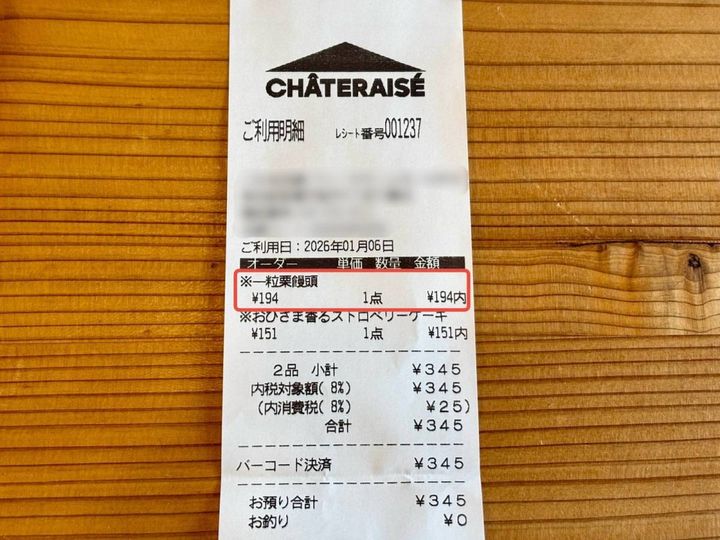 CHÂTERAISÉ
ご利用明細 レシート番号001237
ご利用日:2026年01月06日
オーダー 単価 数量 金額
※一粒栗饅頭
¥194 1点 ¥194内
※おひさま香るストロベリーケーキ
¥151 1点 ¥151内
2品 小計 ¥345
内税対象額( 8%) ¥345
(内消費税( 8%) ¥25)
合計 ¥345
バーコード決済 ¥345
お預り合計 ¥345
お釣り ¥0